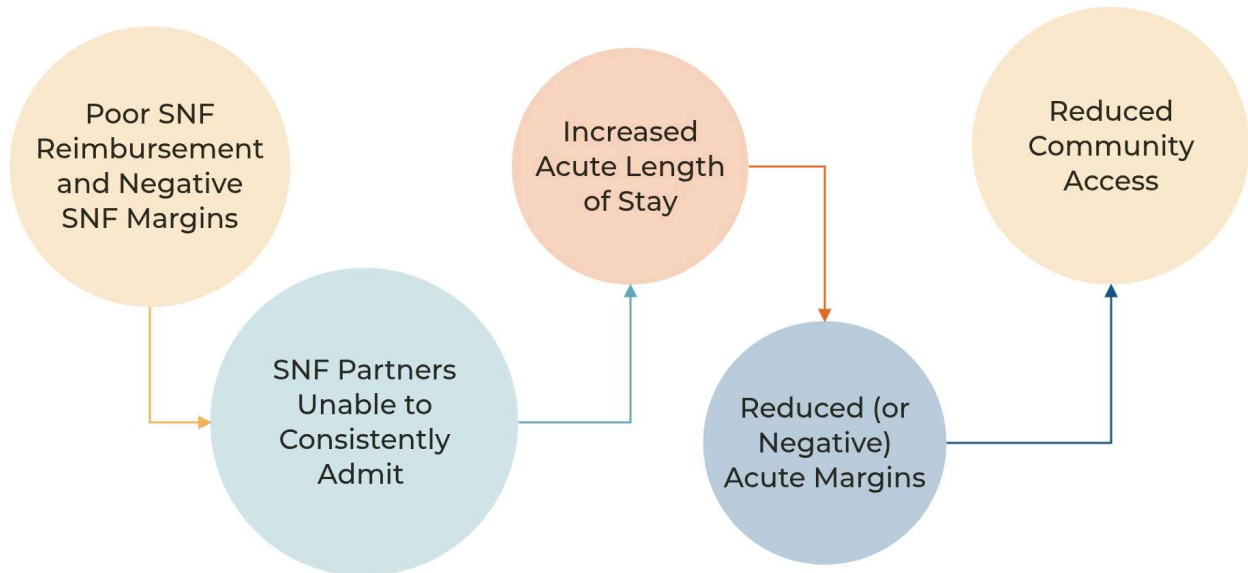 Poor SNF
Reimbursement
and Negative
SNF Margins
SNF Partners
Unable to
Consistently
Admit
Increased
Acute Length
of Stay
Reduced (or
Negative)
Acute Margins
Reduced
Community
Access